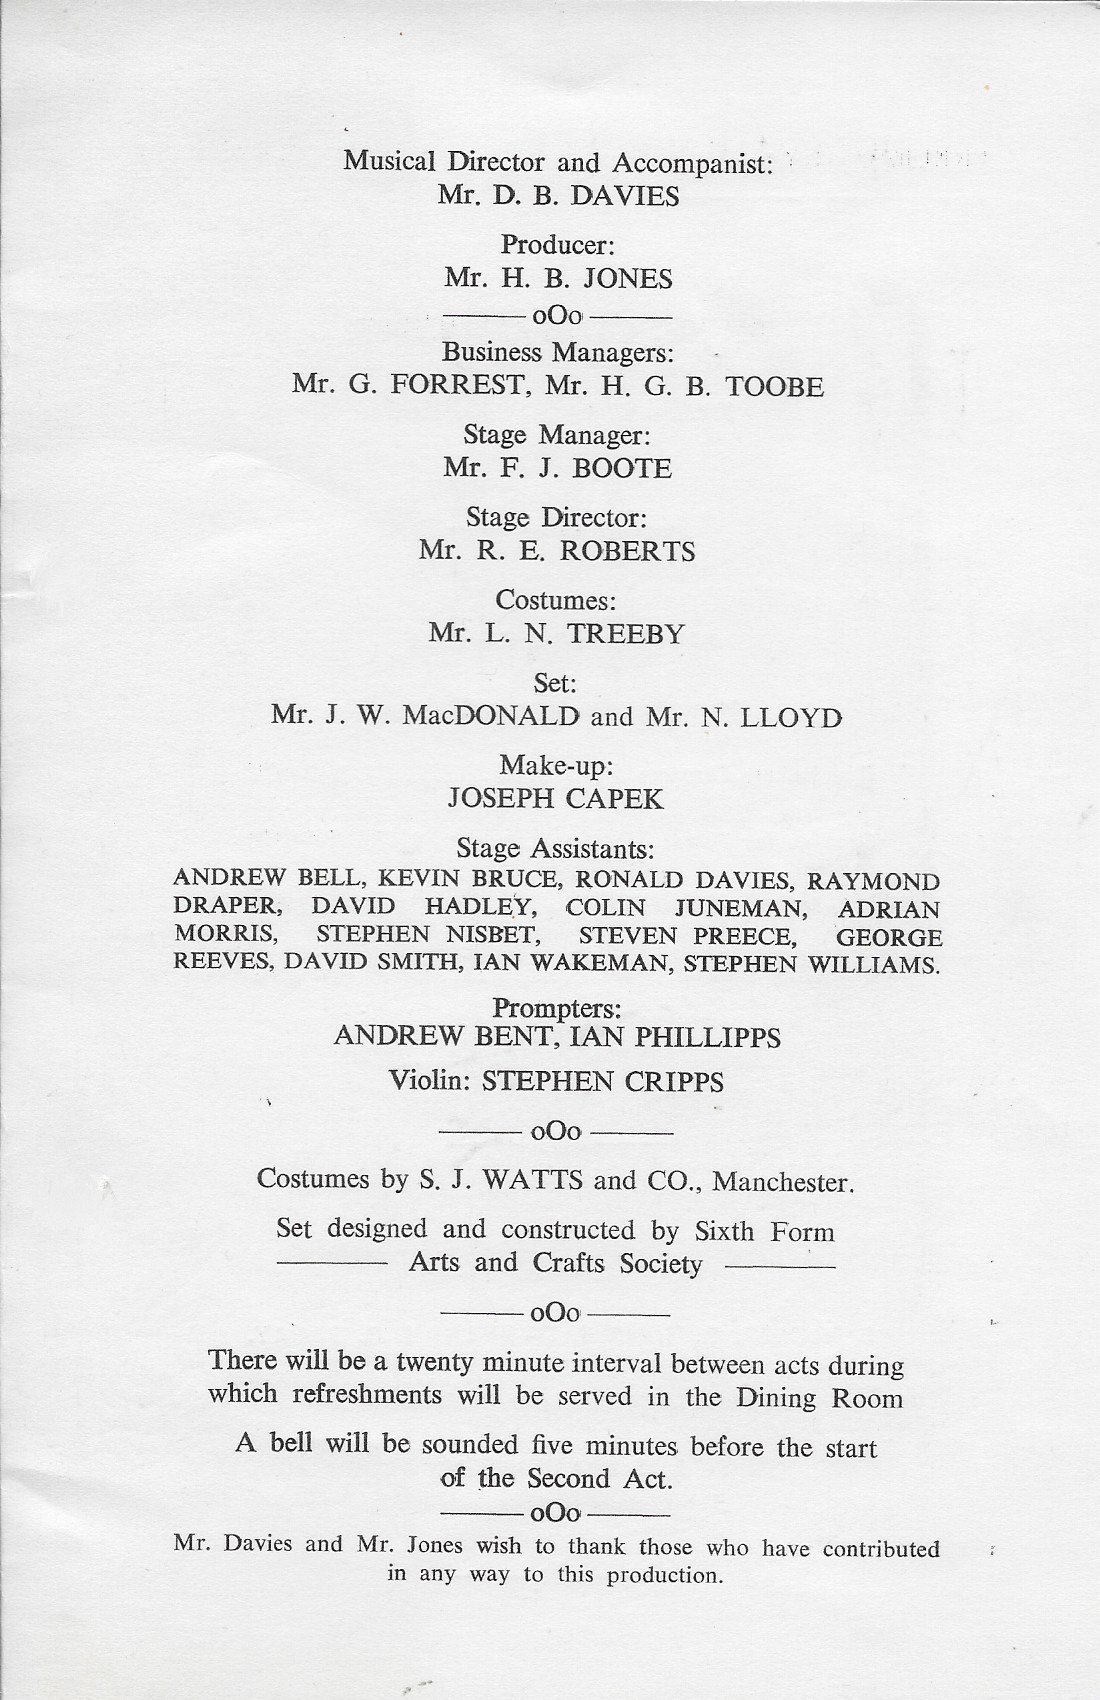 Musical Director and Accompanist:
Mr. D. B. DAVIES
Producer:
Mr. H. B. JONES
——— oOo ———
Business Managers:
Mr. G. FORREST, Mr. H. G. B. TOOBE
Stage Manager:
Mr. F. J. BOOTE
Stage Director:
Mr. R. E. ROBERTS
Costumes:
Mr. L. N. TREEBY
Set:
Mr. J. W. MacDONALD and Mr. N. LLOYD
Make-up:
JOSEPH CAPEK
Stage Assistants:
ANDREW BELL, KEVIN BRUCE, RONALD DAVIES, RAYMOND
DRAPER, DAVID HADLEY, COLIN JUNEMAN, ADRIAN
MORRIS, STEPHEN NISBET, STEVEN PREECE, GEORGE
REEVES, DAVID SMITH, IAN WAKEMAN, STEPHEN WILLIAMS.
Prompters:
ANDREW BENT, IAN PHILLIPPS
Violin: STEPHEN CRIPPS
——— oOo ———
Costumes by S. J. WATTS and CO., Manchester.
Set designed and constructed by Sixth Form
——— Arts and Crafts Society ———
——— oOo ———
There will be a twenty minute interval between acts during
which refreshments will be served in the Dining Room
A bell will be sounded five minutes before the start
of the Second Act.
——— oOo ———
Mr. Davies and Mr. Jones wish to thank those who have contributed
in any way to this production.